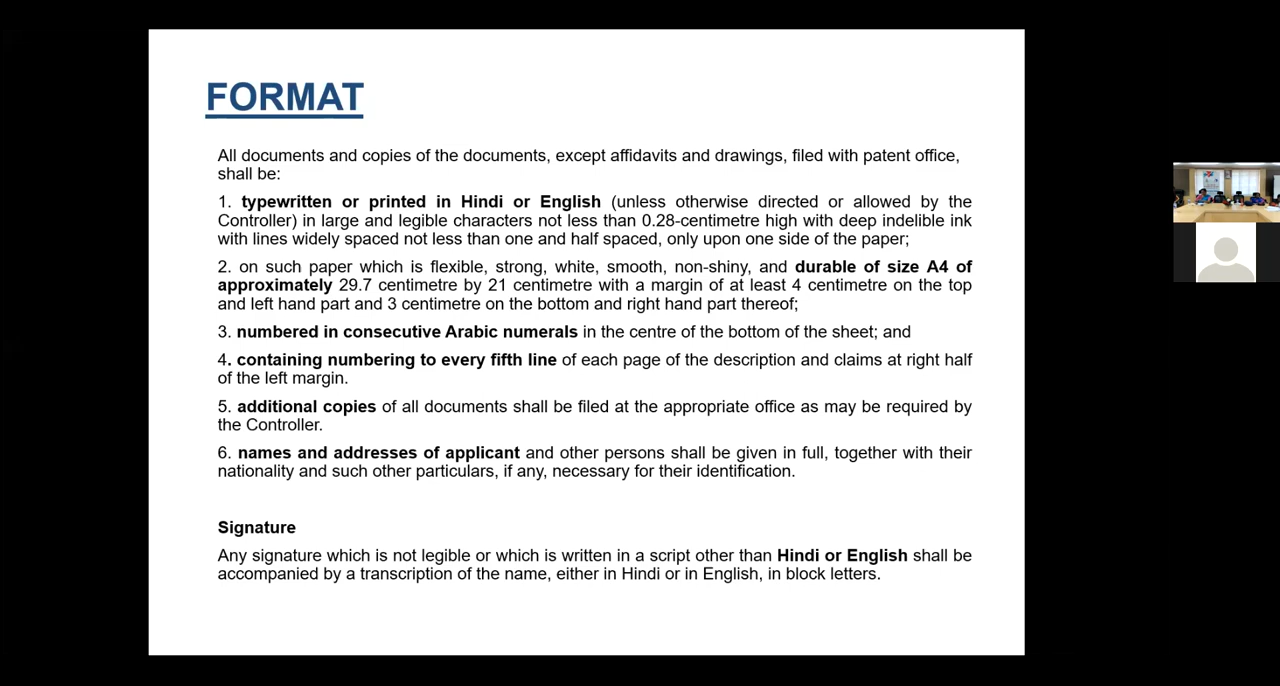 FORMAT
All documents and copies of the documents, except affidavits and drawings, filed with patent office,
shall be:
1. typewritten or printed in Hindi or English (unless otherwise directed or allowed by the
Controller) in large and legible characters not less than 0.28-centimetre high with deep indelible ink
with lines widely spaced not less than one and half spaced, only upon one side of the paper;
2. on such paper which is flexible, strong, white, smooth, non-shiny, and durable of size A4 of
approximately 29.7 centimetre by 21 centimetre with a margin of at least 4 centimetre on the top
and left hand part and 3 centimetre on the bottom and right hand part thereof;
3. numbered in consecutive Arabic numerals in the centre of the bottom of the sheet; and
4. containing numbering to every fifth line of each page of the description and claims at right half
of the left margin.
5. additional copies of all documents shall be filed at the appropriate office as may be required by
the Controller.
6. names and addresses of applicant and other persons shall be given in full, together with their
nationality and such other particulars, if any, necessary for their identification.
Signature
Any signature which is not legible or which is written in a script other than Hindi or English shall be
accompanied by a transcription of the name, either in Hindi or in English, in block letters.